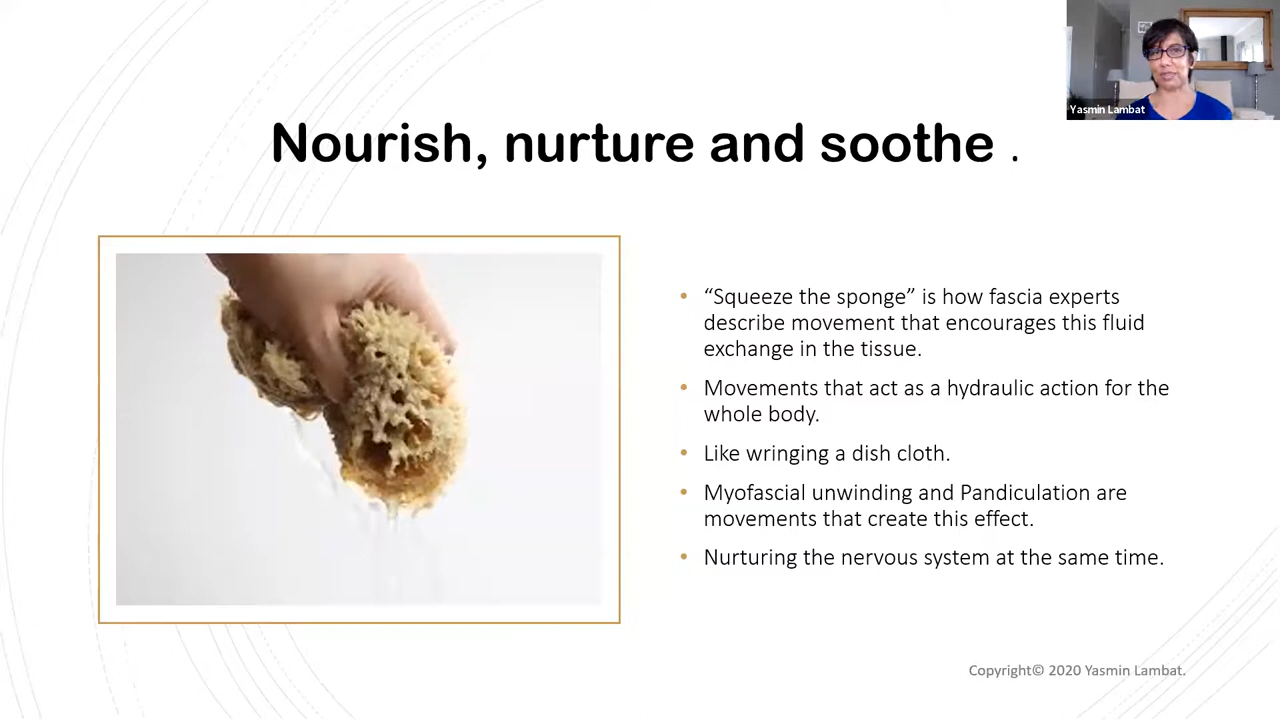 Yasmin Lambat
Nourish, nurture and soothe .
• “Squeeze the sponge” is how fascia experts
describe movement that encourages this fluid
exchange in the tissue.
• Movements that act as a hydraulic action for the
whole body.
• Like wringing a dish cloth.
• Myofascial unwinding and Pandiculation are
movements that create this effect.
• Nurturing the nervous system at the same time.
Copyright© 2020 Yasmin Lambat.